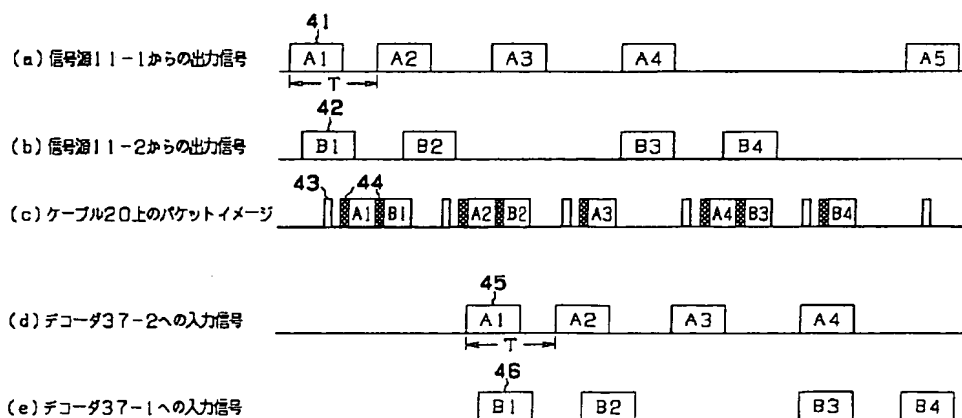 41
(a)信号源11-1からの出力信号 A1 A2 A3 A4 A5
T
42
(b)信号源11-2からの出力信号 B1 B2 B3 B4
43 44
(c)ケーブル20上のパケットイメージ A1 B1 A2 B2 A3 A4 B3 B4
45
(d)デコーダ37-2への入力信号 A1 A2 A3 A4
T
46
(e)デコーダ37-1への入力信号 B1 B2 B3 B4